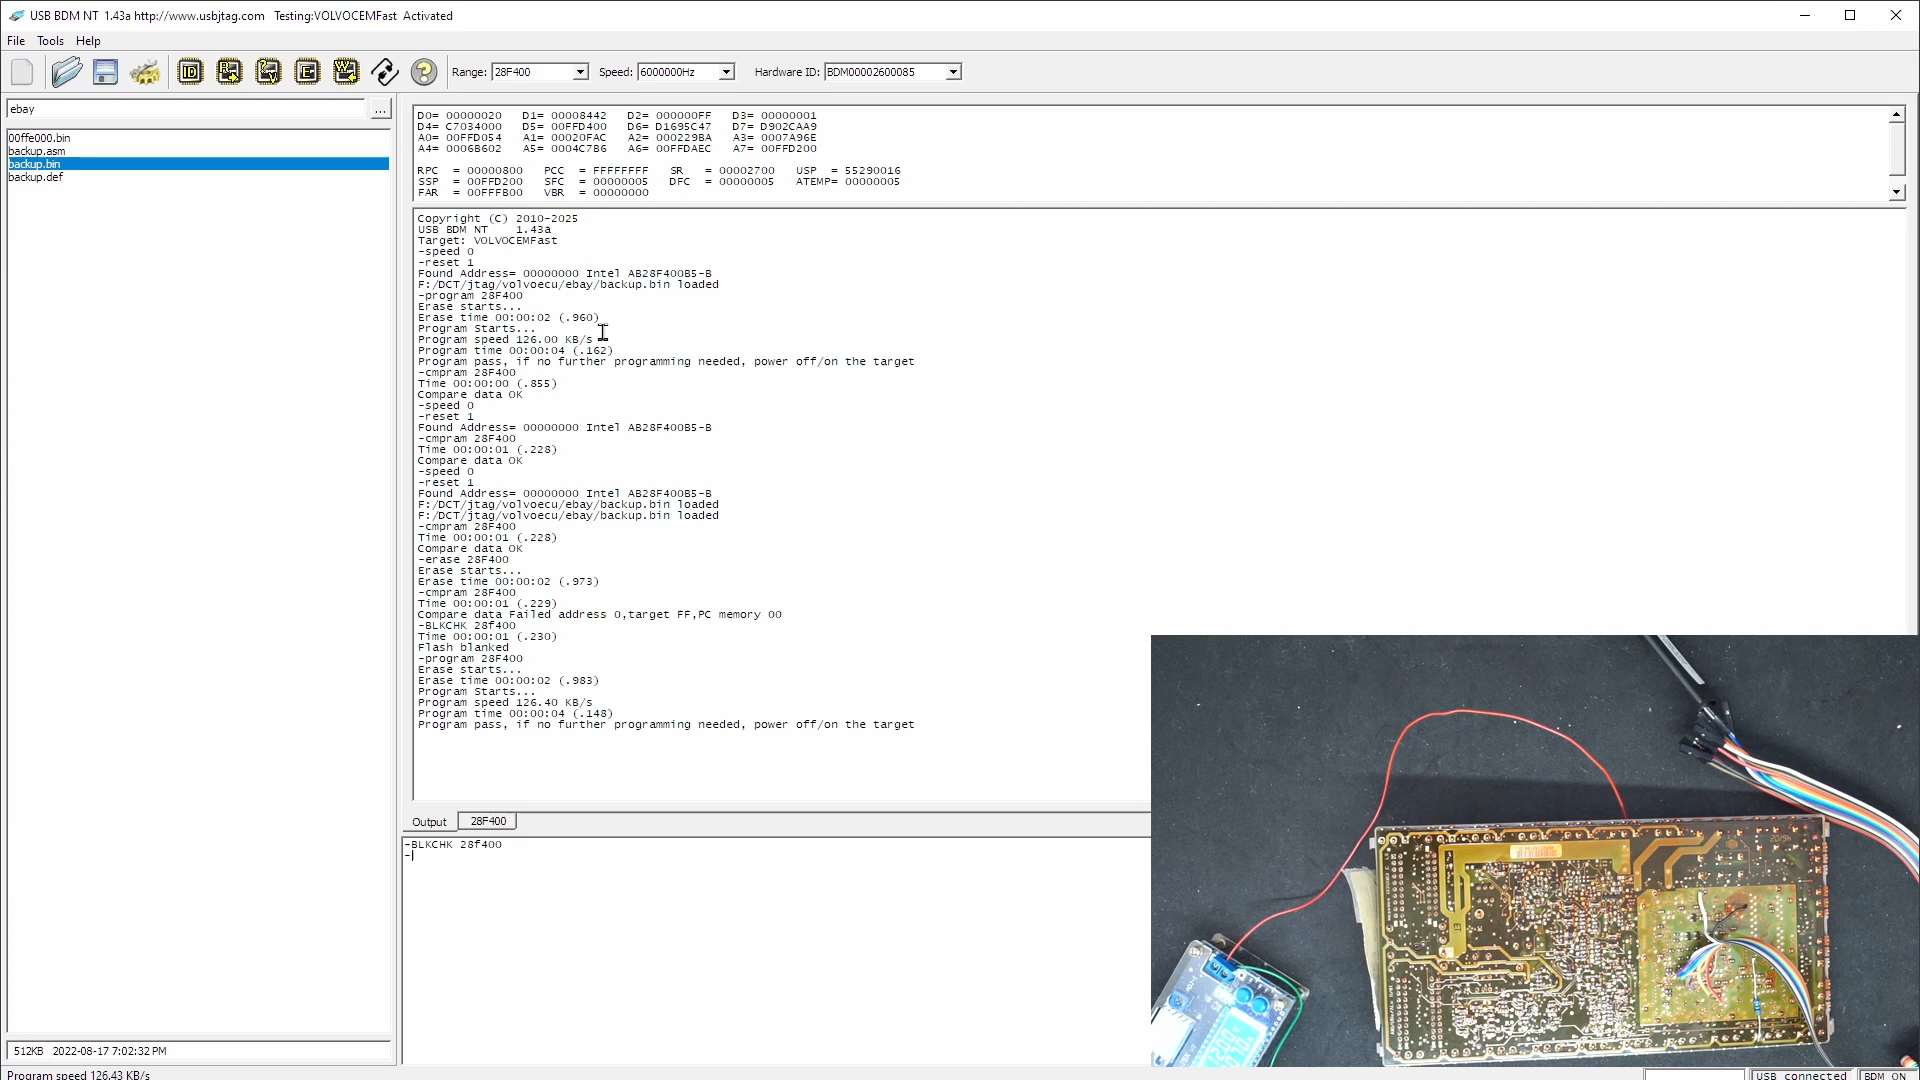 USB BDM NT  1.43a http://www.usbjtag.com   Testing:VOLVOCEMFast  Activated
File Tools Help
Range: 28F400 Speed: 6000000Hz Hardware ID: BDM00002600085
ebay ...
00ffe000.bin
backup.asm
backup.bin
backup.def
512KB 2022-08-17 7:02:32 PM
D0= 00000020 D1= 00008442 D2= 000000FF D3= 00000001
D4= C7034000 D5= 00FFD400 D6= D1695C47 D7= D902CAA9
A0= 00FFD054 A1= 00020FAC A2= 000229BA A3= 0007A96E
A4= 0006B602 A5= 0004C7B6 A6= 00FFDAEC A7= 00FFD200
RPC = 00000800 PCC = FFFFFFFF SR = 00002700 USP = 55290016
SSP = 00FFD200 SFC = 00000005 DFC = 00000005 ATEMP= 00000005
FAR = 00FFFB00 VBR = 00000000
Copyright (C) 2010-2025
USB BDM NT 1.43a
Target: VOLVOCEMFast
-speed 0
-reset 1
Found Address= 00000000 Intel AB28F400B5-B
F:/DCT/jtag/volvoecu/ebay/backup.bin loaded
-program 28F400
Erase starts...
Erase time 00:00:02 (.960)
Program Starts...
Program speed 126.00 KB/s
Program time 00:00:04 (.162)
Program pass, if no further programming needed, power off/on the target
-cmpram 28F400
Time 00:00:00 (.855)
Compare data OK
-speed 0
-reset 1
Found Address= 00000000 Intel AB28F400B5-B
-cmpram 28F400
Time 00:00:01 (.228)
Compare data OK
-speed 0
-reset 1
Found Address= 00000000 Intel AB28F400B5-B
F:/DCT/jtag/volvoecu/ebay/backup.bin loaded
F:/DCT/jtag/volvoecu/ebay/backup.bin loaded
-cmpram 28F400
Time 00:00:01 (.228)
Compare data OK
-erase 28F400
Erase starts...
Erase time 00:00:02 (.973)
-cmpram 28F400
Time 00:00:01 (.229)
Compare data Failed address 0,target FF,PC memory 00
-BLKCHK 28f400
Time 00:00:01 (.230)
Flash blanked
-program 28F400
Erase starts...
Erase time 00:00:02 (.983)
Program Starts...
Program speed 126.40 KB/s
Program time 00:00:04 (.148)
Program pass, if no further programming needed, power off/on the target
Output 28F400
-BLKCHK 28f400
-
Program speed 126.43 KB/s
USB connected BDM ON